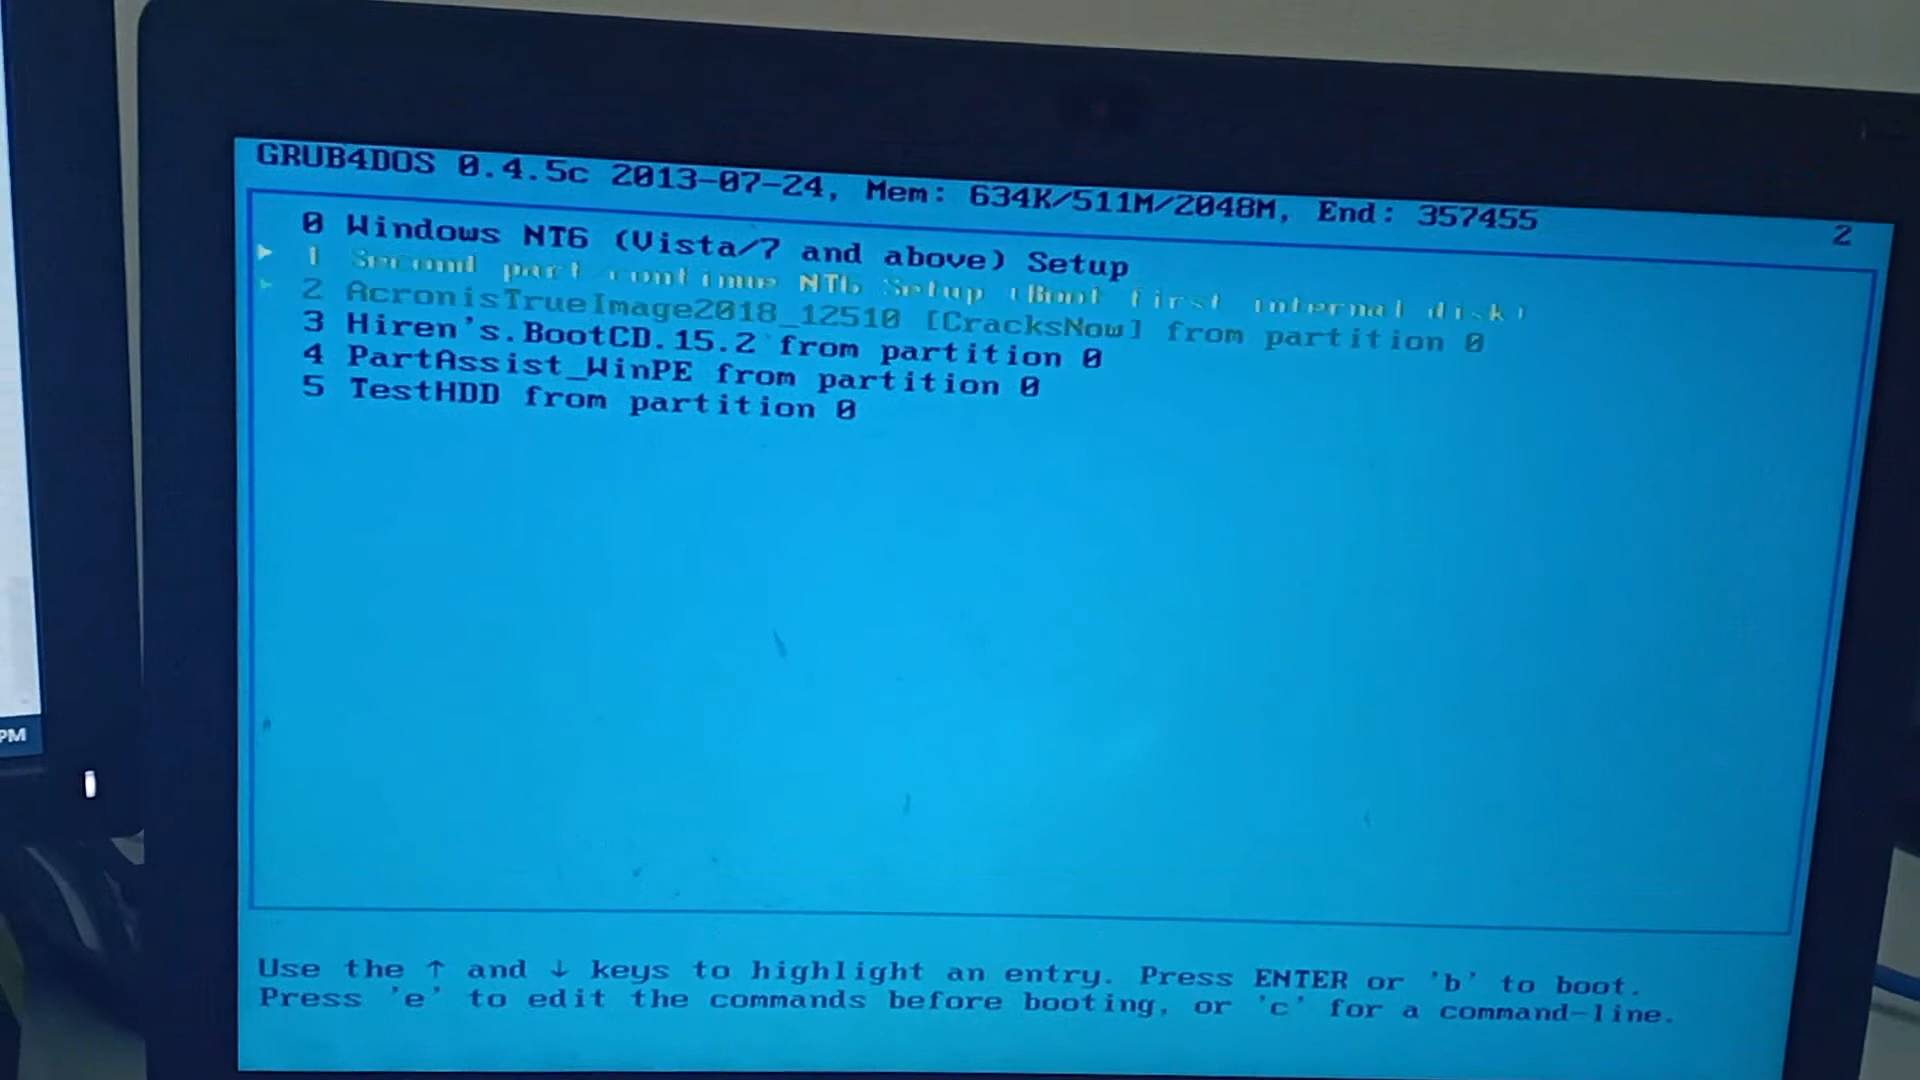 GRUB4DOS 0.4.5c 2013-07-24, Mem: 634K/511M/2048M, End: 357455
2
0 Windows NT6 (Vista/7 and above) Setup
1 Second part/continue NT6 Setup (Boot first internal disk)
2 AcronisTrueImage2018_12510 [CracksNow] from partition 0
3 Hiren's.BootCD.15.2 from partition 0
4 PartAssist_WinPE from partition 0
5 TestHDD from partition 0
PM
Use the ↑ and ↓ keys to highlight an entry. Press ENTER or 'b' to boot.
Press 'e' to edit the commands before booting, or 'c' for a command-line.